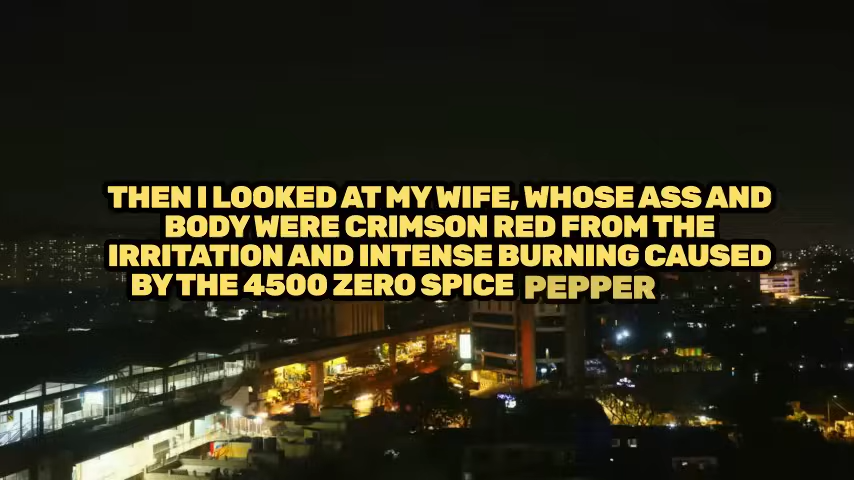 THEN I LOOKED AT MY WIFE, WHOSE ASS AND
BODY WERE CRIMSON RED FROM THE
IRRITATION AND INTENSE BURNING CAUSED
BY THE 4500 ZERO SPICE PEPPER